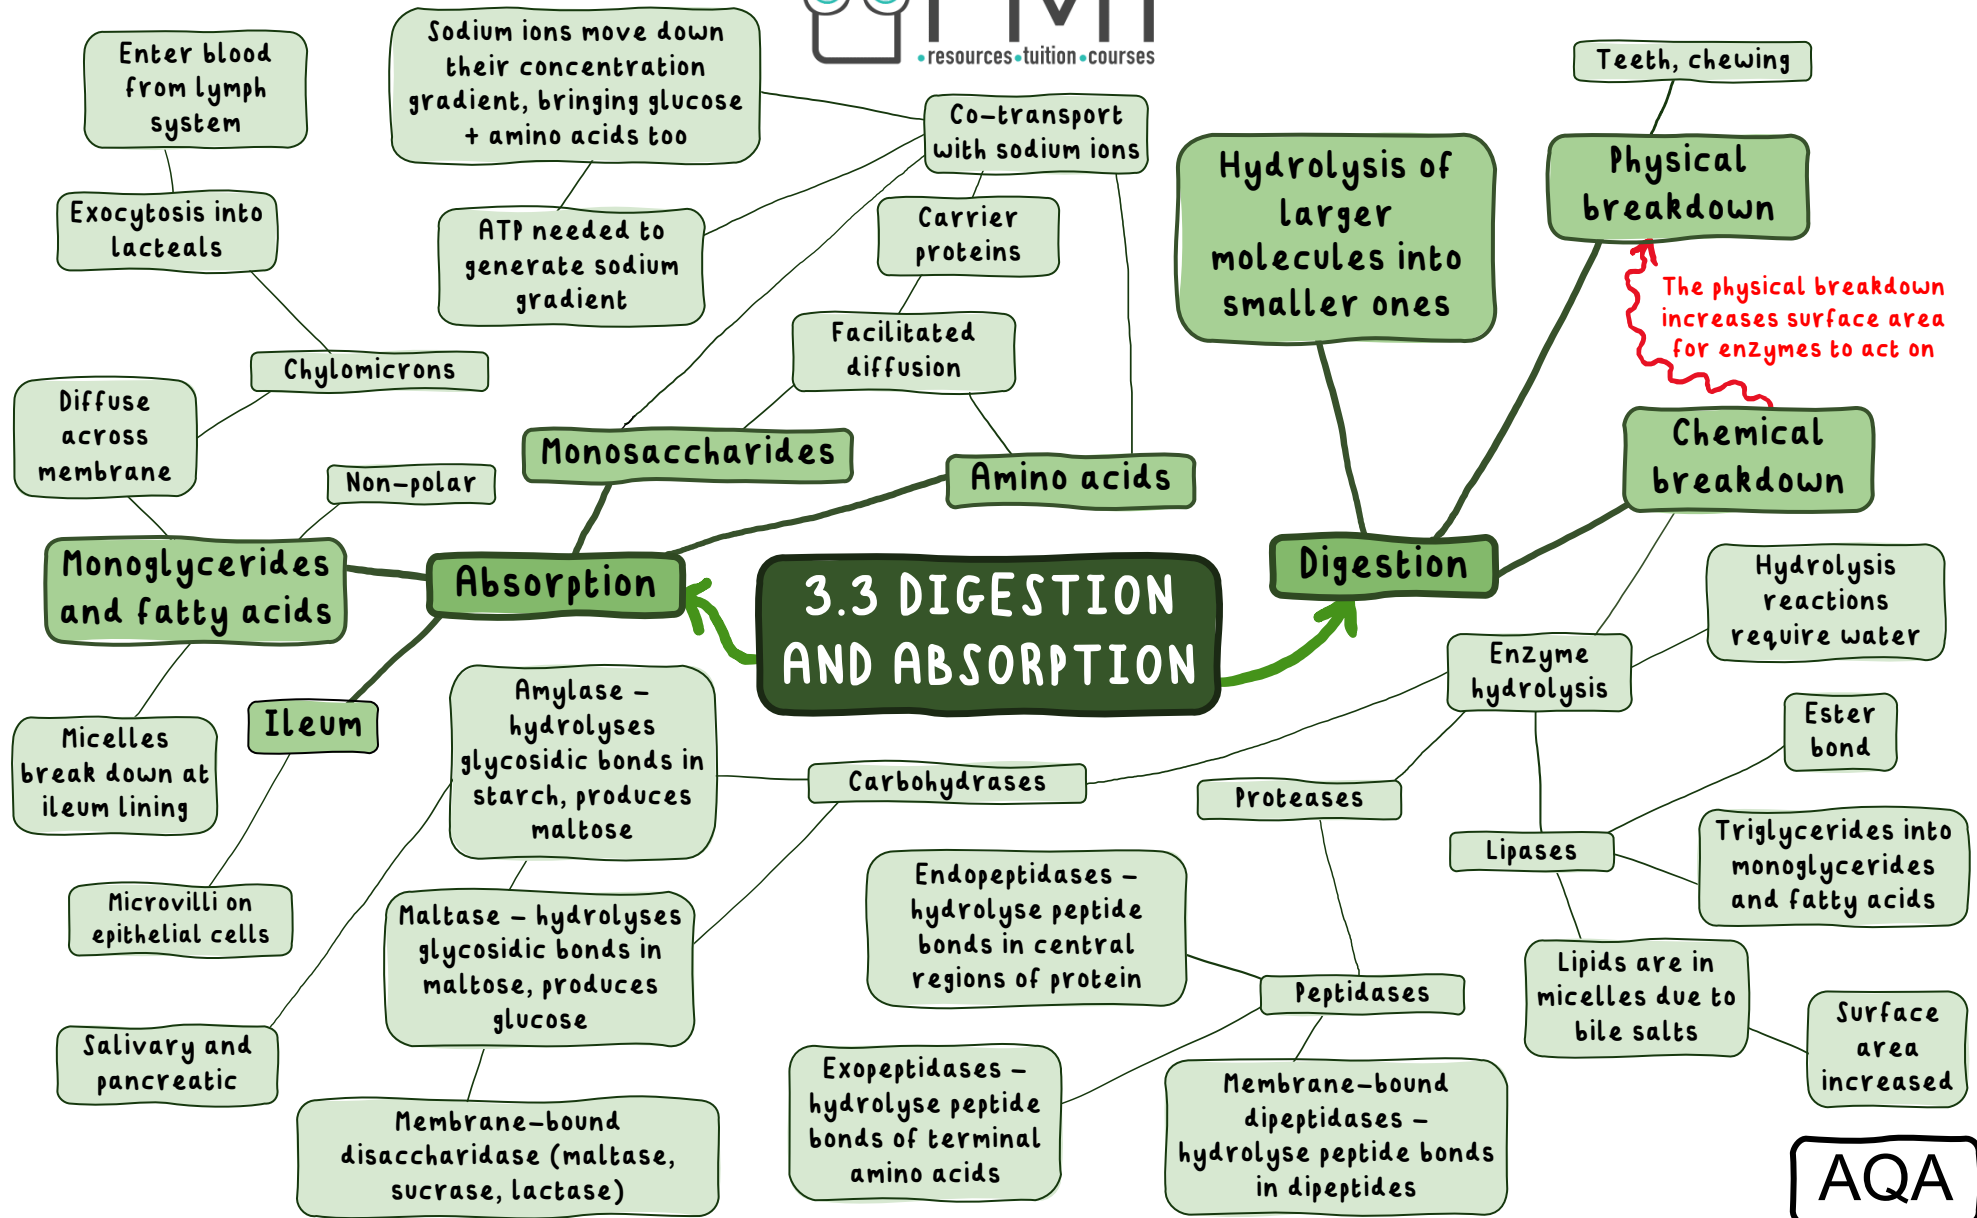 PMT
resources•tuition•courses
Enter blood
from lymph
system
Exocytosis into
lacteals
Chylomicrons
Diffuse
across
membrane
Non-polar
Monoglycerides
and fatty acids
Micelles
break down at
ileum lining
Sodium ions move down
their concentration
gradient, bringing glucose
+ amino acids too
ATP needed to
generate sodium
gradient
Co-transport
with sodium ions
Carrier
proteins
Facilitated
diffusion
Monosaccharides
Amino acids
Absorption
Ileum
Microvilli on
epithelial cells
3.3 DIGESTION
AND ABSORPTION
Digestion
Hydrolysis of
larger
molecules into
smaller ones
Teeth, chewing
Physical
breakdown
The physical breakdown
increases surface area
for enzymes to act on
Chemical
breakdown
Enzyme
hydrolysis
Hydrolysis
reactions
require water
Carbohydrases
Amylase –
hydrolyses
glycosidic bonds in
starch, produces
maltose
Salivary and
pancreatic
Maltase – hydrolyses
glycosidic bonds in
maltose, produces
glucose
Membrane-bound
disaccharidase (maltase,
sucrase, lactase)
Proteases
Peptidases
Endopeptidases –
hydrolyse peptide
bonds in central
regions of protein
Exopeptidases –
hydrolyse peptide
bonds of terminal
amino acids
Membrane-bound
dipeptidases –
hydrolyse peptide bonds
in dipeptides
Lipases
Ester
bond
Triglycerides into
monoglycerides
and fatty acids
Lipids are in
micelles due to
bile salts
Surface
area
increased
AQA